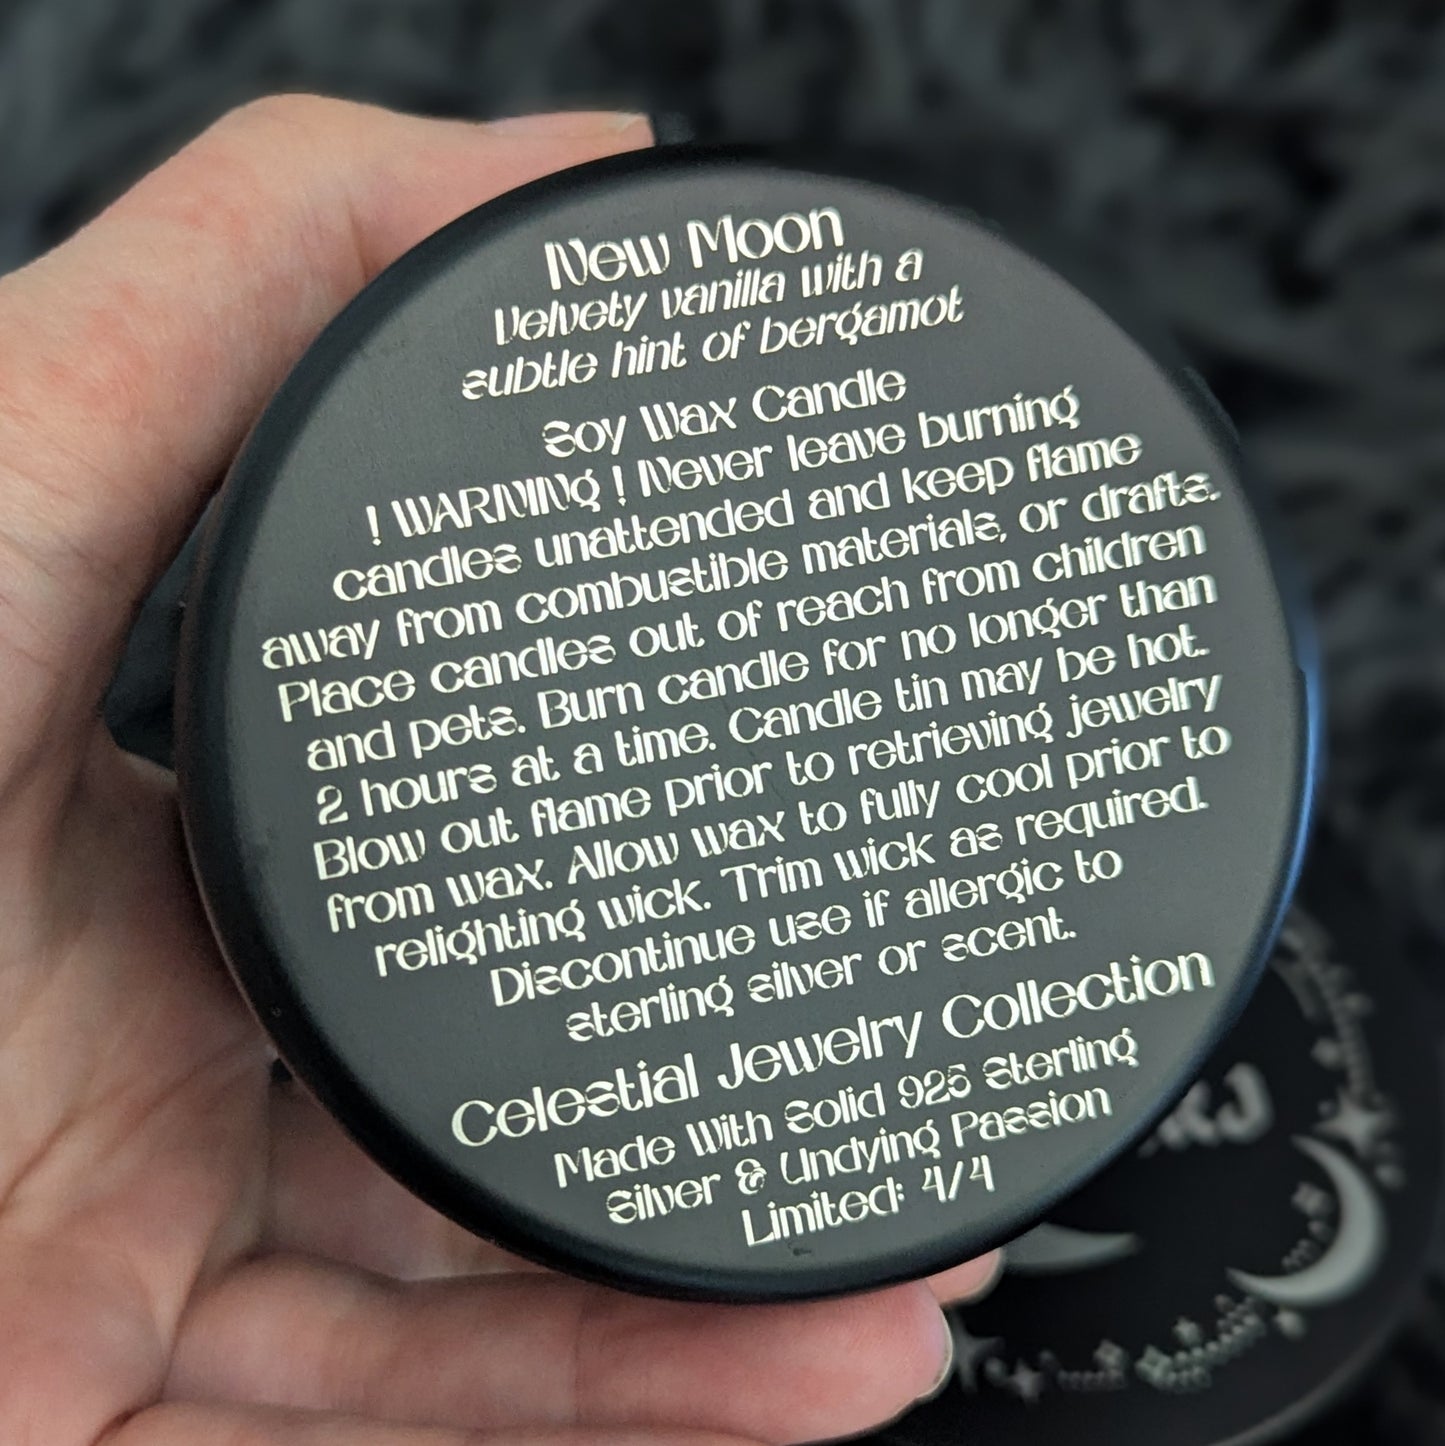 New Moon
Velvety vanilla with a
subtle hint of bergamot
Soy Wax Candle
! WARNING ! Never leave burning
candles unattended and keep flame
away from combustible materials, or drafts.
Place candles out of reach from children
and pets. Burn candle for no longer than
2 hours at a time. Candle tin may be hot.
Blow out flame prior to retrieving jewelry
from wax. Allow wax to fully cool prior to
relighting wick. Trim wick as required.
Discontinue use if allergic to
sterling silver or scent.
Celestial Jewelry Collection
Made With Solid 925 Sterling
Silver & Undying Passion
Limited: 4/4